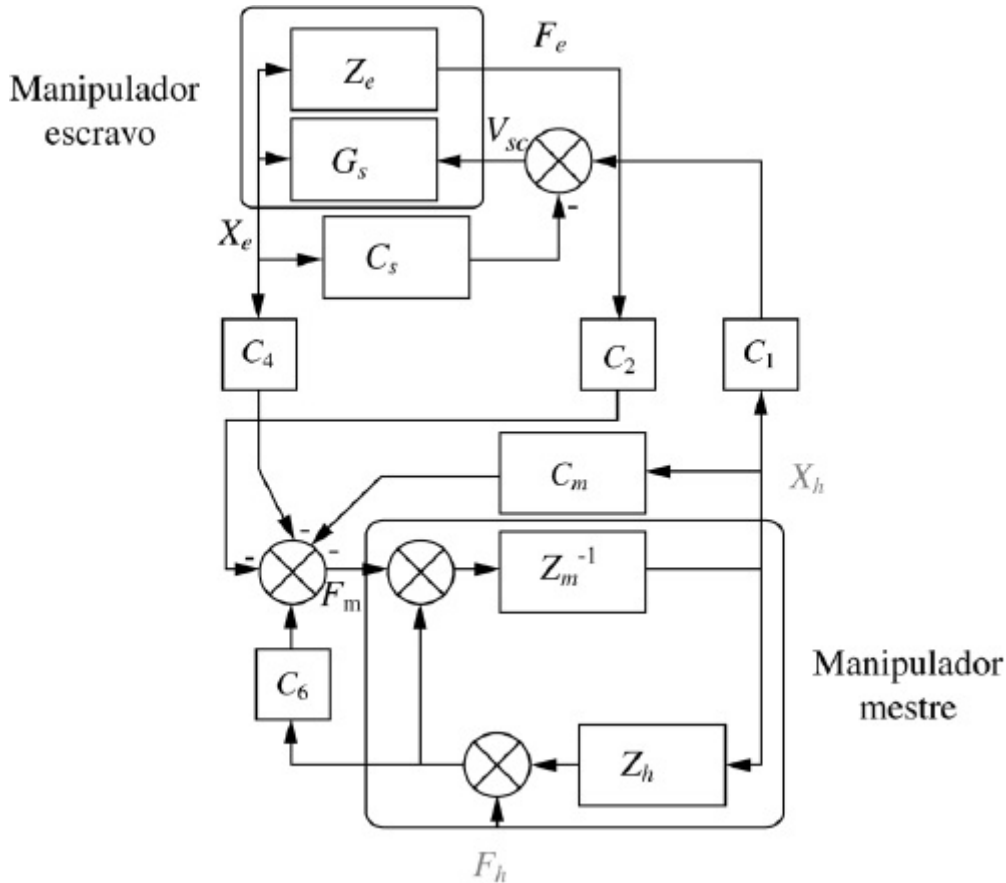 F_e
Manipulador
escravo
Z_e
G_s
V_sc
-
X_e
C_s
C_4
C_2
C_1
C_m
X_h
-
-
-
Z_m^-1
F_m
C_6
Manipulador
mestre
Z_h
F_h